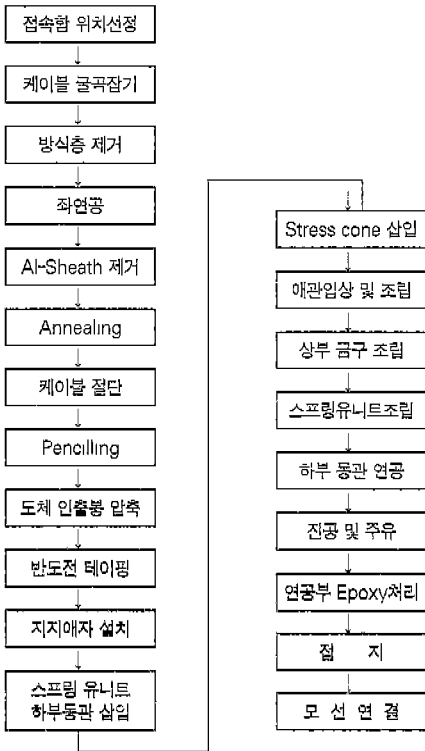 접속함 위치선정
케이블 굴곡잡기
방식층 제거
좌연공
Al-Sheath 제거
Annealing
케이블 절단
Pencilling
도체 인출봉 압축
반도전 테이핑
지지애자 설치
스프링 유니트
하부동관 삽입
Stress cone 삽입
애관입상 및 조립
상부 금구 조립
스프링유니트조립
하부 동관 연공
진공 및 주유
연공부 Epoxy처리
접 지
모 선 연 결